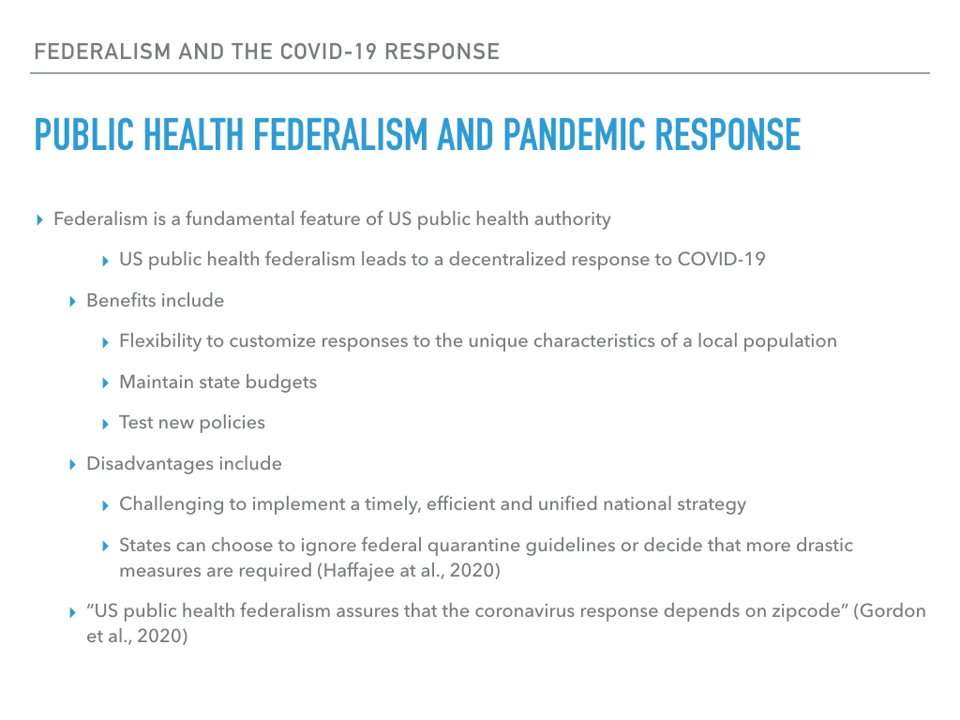 FEDERALISM AND THE COVID-19 RESPONSE
PUBLIC HEALTH FEDERALISM AND PANDEMIC RESPONSE
Federalism is a fundamental feature of US public health authority
US public health federalism leads to a decentralized response to COVID-19
Benefits include
Flexibility to customize responses to the unique characteristics of a local population
Maintain state budgets
Test new policies
Disadvantages include
Challenging to implement a timely, efficient and unified national strategy
States can choose to ignore federal quarantine guidelines or decide that more drastic
measures are required (Haffajee at al., 2020)
“US public health federalism assures that the coronavirus response depends on zipcode” (Gordon
et al., 2020)